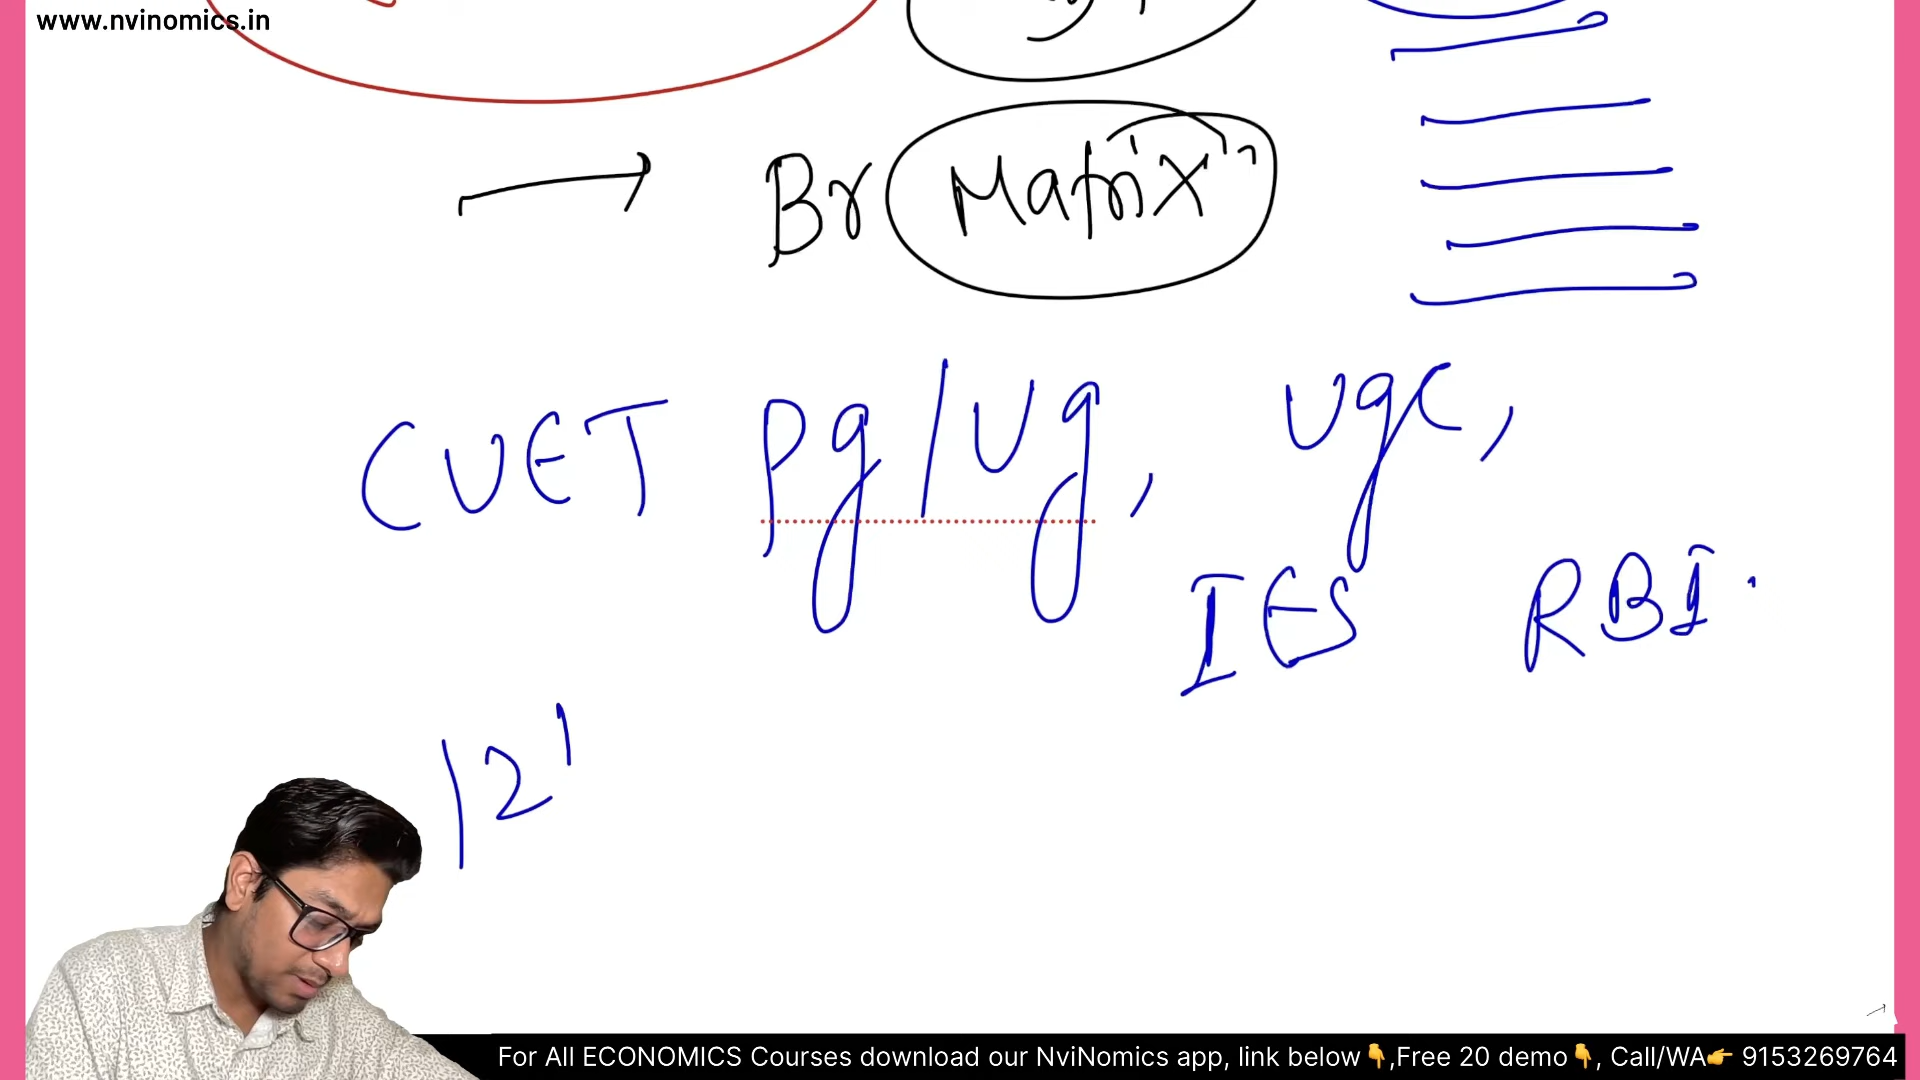 www.nvinomics.in
Br Matrix
CUET Pg/Ug, UgC,
IES RBI.
12
For All ECONOMICS Courses download our NviNomics app, link below👇,Free 20 demo👇, Call/WA👉 9153269764